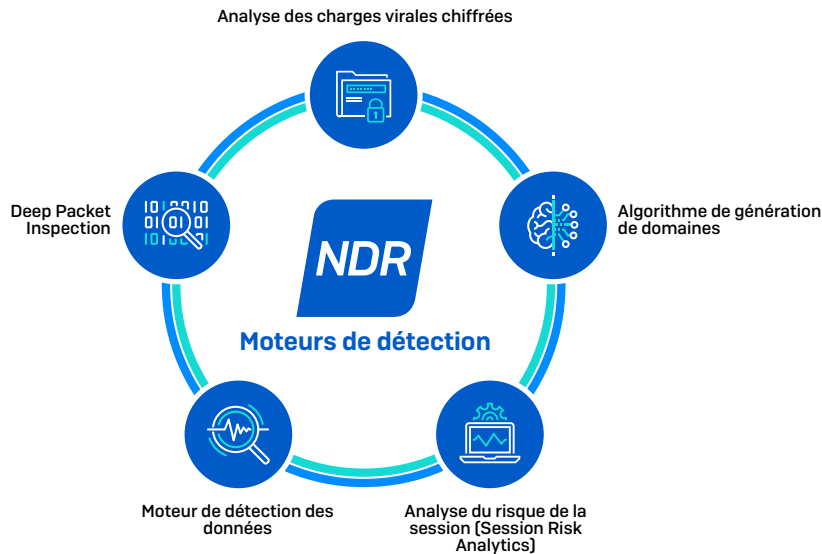 Analyse des charges virales chiffrées
Deep Packet
Inspection
Algorithme de génération
de domaines
NDR
Moteurs de détection
Moteur de détection des
données
Analyse du risque de la
session (Session Risk
Analytics)